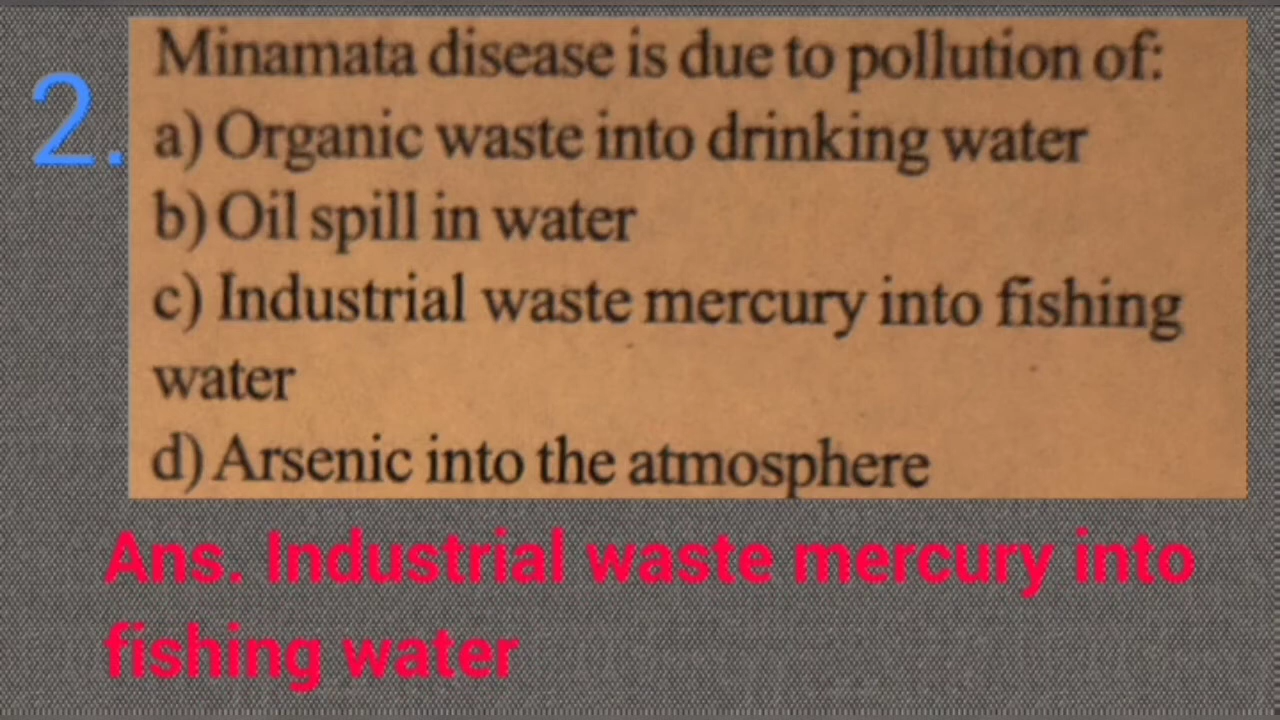 2.
Minamata disease is due to pollution of:
a) Organic waste into drinking water
b) Oil spill in water
c) Industrial waste mercury into fishing
water
d) Arsenic into the atmosphere
Ans. Industrial waste mercury into
fishing water